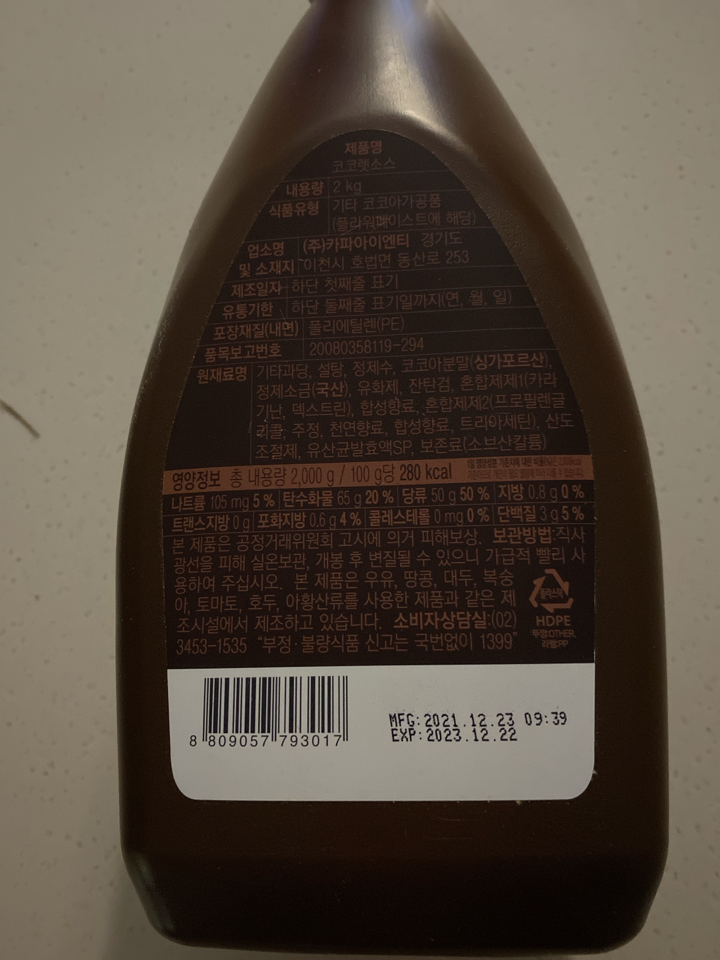 제품명
코코렛소스
내용량 2 kg
식품유형 기타 코코아가공품
(플라워페이스트에 해당)
업소명 (주)카파아이엔티 경기도
및 소재지 이천시 호법면 동산로 253
제조일자 하단 첫째줄 표기
유통기한 하단 둘째줄 표기일까지(연, 월, 일)
포장재질(내면) 폴리에틸렌(PE)
품목보고번호 20080358119-294
원재료명 기타과당, 설탕, 정제수, 코코아분말(싱가포르산),
정제소금(국산), 유화제, 잔탄검, 혼합제제1(카라
기난, 덱스트린), 합성향료, 혼합제제2(프로필렌글
리콜, 주정, 천연향료, 합성향료, 트리아세틴), 산도
조절제, 유산균발효액SP, 보존료(소브산칼륨)
영양정보 총 내용량 2,000 g / 100 g당 280 kcal
나트륨 105 mg 5 % 탄수화물 65 g 20 % 당류 50 g 50 % 지방 0.8 g 0 %
트랜스지방 0 g 포화지방 0.6 g 4 % 콜레스테롤 0 mg 0 % 단백질 3 g 5 %
본 제품은 공정거래위원회 고시에 의거 피해보상. 보관방법:직사
광선을 피해 실온보관, 개봉 후 변질될 수 있으니 가급적 빨리 사
용하여 주십시오. 본 제품은 우유, 땅콩, 대두, 복숭
아, 토마토, 호두, 아황산류를 사용한 제품과 같은 제
조시설에서 제조하고 있습니다. 소비자상담실:(02)
3453-1535 "부정·불량식품 신고는 국번없이 1399"
플라스틱
HDPE
뚜껑:OTHER,
라벨:PP
8 809057 793017
MFG:2021.12.23 09:39
EXP:2023.12.22